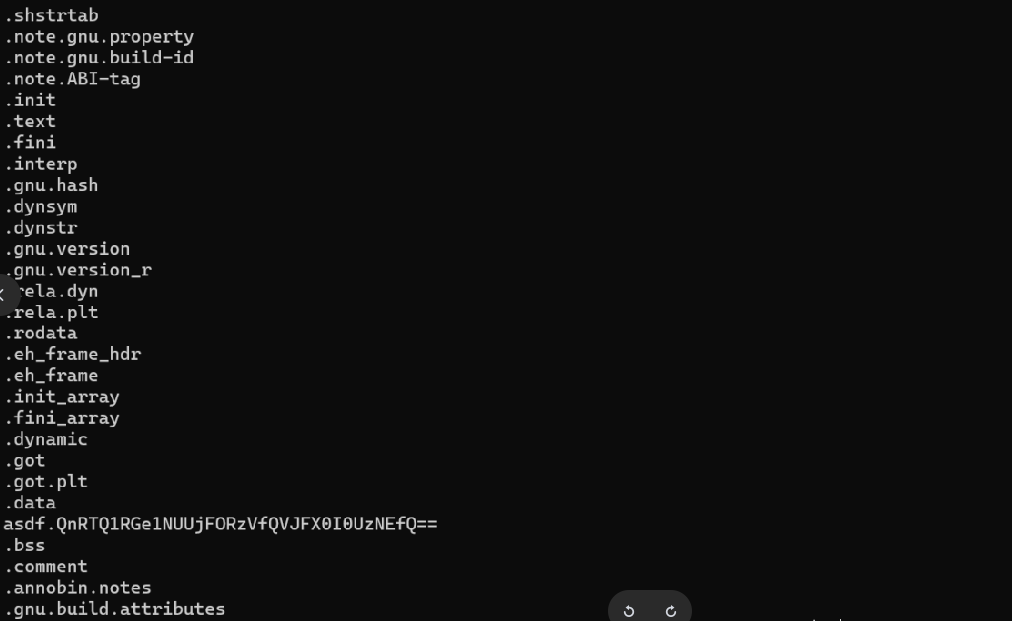 .shstrtab
.note.gnu.property
.note.gnu.build-id
.note.ABI-tag
.init
.text
.fini
.interp
.gnu.hash
.dynsym
.dynstr
.gnu.version
.gnu.version_r
.rela.dyn
.rela.plt
.rodata
.eh_frame_hdr
.eh_frame
.init_array
.fini_array
.dynamic
.got
.got.plt
.data
asdf.QnRTQ1RGe1NUUjFORzVfQVJFX0I0UzNEfQ==
.bss
.comment
.annobin.notes
.gnu.build.attributes